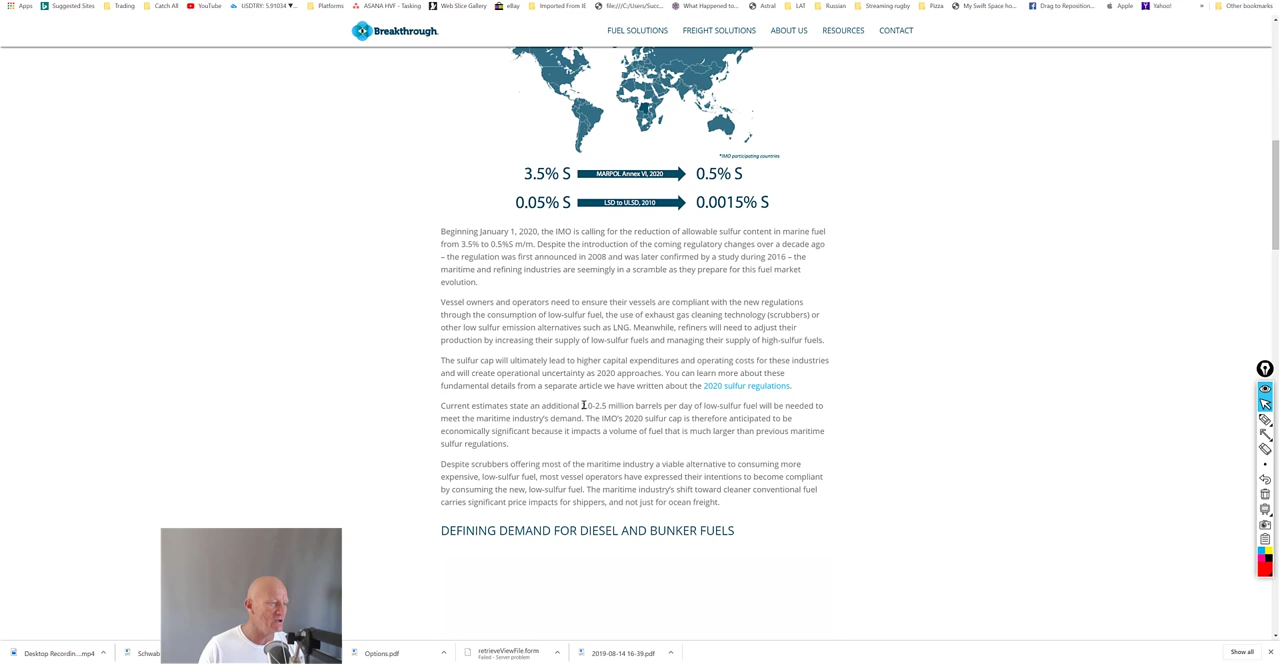 Apps Suggested Sites Trading Catch All YouTube USDTRY: 5.91034 ▼... Platforms ASANA HVF - Tasking Web Slice Gallery eBay Imported From IE file:///C:/Users/Succ... Astral What Happened to... LAT Russian Streaming rugby Pizza My Swift Space ho... Drag to Reposition... Apple Yahoo! » Other bookmarks
Breakthrough. FUEL SOLUTIONS FREIGHT SOLUTIONS ABOUT US RESOURCES CONTACT
*IMO participating countries
3.5% S MARPOL Annex VI, 2020 0.5% S
0.05% S LSD to ULSD, 2010 0.0015% S
Beginning January 1, 2020, the IMO is calling for the reduction of allowable sulfur content in marine fuel
from 3.5% to 0.5%S m/m. Despite the introduction of the coming regulatory changes over a decade ago
– the regulation was first announced in 2008 and was later confirmed by a study during 2016 – the
maritime and refining industries are seemingly in a scramble as they prepare for this fuel market
evolution.
Vessel owners and operators need to ensure their vessels are compliant with the new regulations
through the consumption of low-sulfur fuel, the use of exhaust gas cleaning technology (scrubbers) or
other low sulfur emission alternatives such as LNG. Meanwhile, refiners will need to adjust their
production by increasing their supply of low-sulfur fuels and managing their supply of high-sulfur fuels.
The sulfur cap will ultimately lead to higher capital expenditures and operating costs for these industries
and will create operational uncertainty as 2020 approaches. You can learn more about these
fundamental details from a separate article we have written about the 2020 sulfur regulations.
Current estimates state an additional .0-2.5 million barrels per day of low-sulfur fuel will be needed to
meet the maritime industry's demand. The IMO's 2020 sulfur cap is therefore anticipated to be
economically significant because it impacts a volume of fuel that is much larger than previous maritime
sulfur regulations.
Despite scrubbers offering most of the maritime industry a viable alternative to consuming more
expensive, low-sulfur fuel, most vessel operators have expressed their intentions to become compliant
by consuming the new, low-sulfur fuel. The maritime industry's shift toward cleaner conventional fuel
carries significant price impacts for shippers, and not just for ocean freight.
DEFINING DEMAND FOR DIESEL AND BUNKER FUELS
Desktop Recordin....mp4 Schwab Options.pdf retrieveViewFile.form 2019-08-14 16-39.pdf Show all
Failed - Server problem